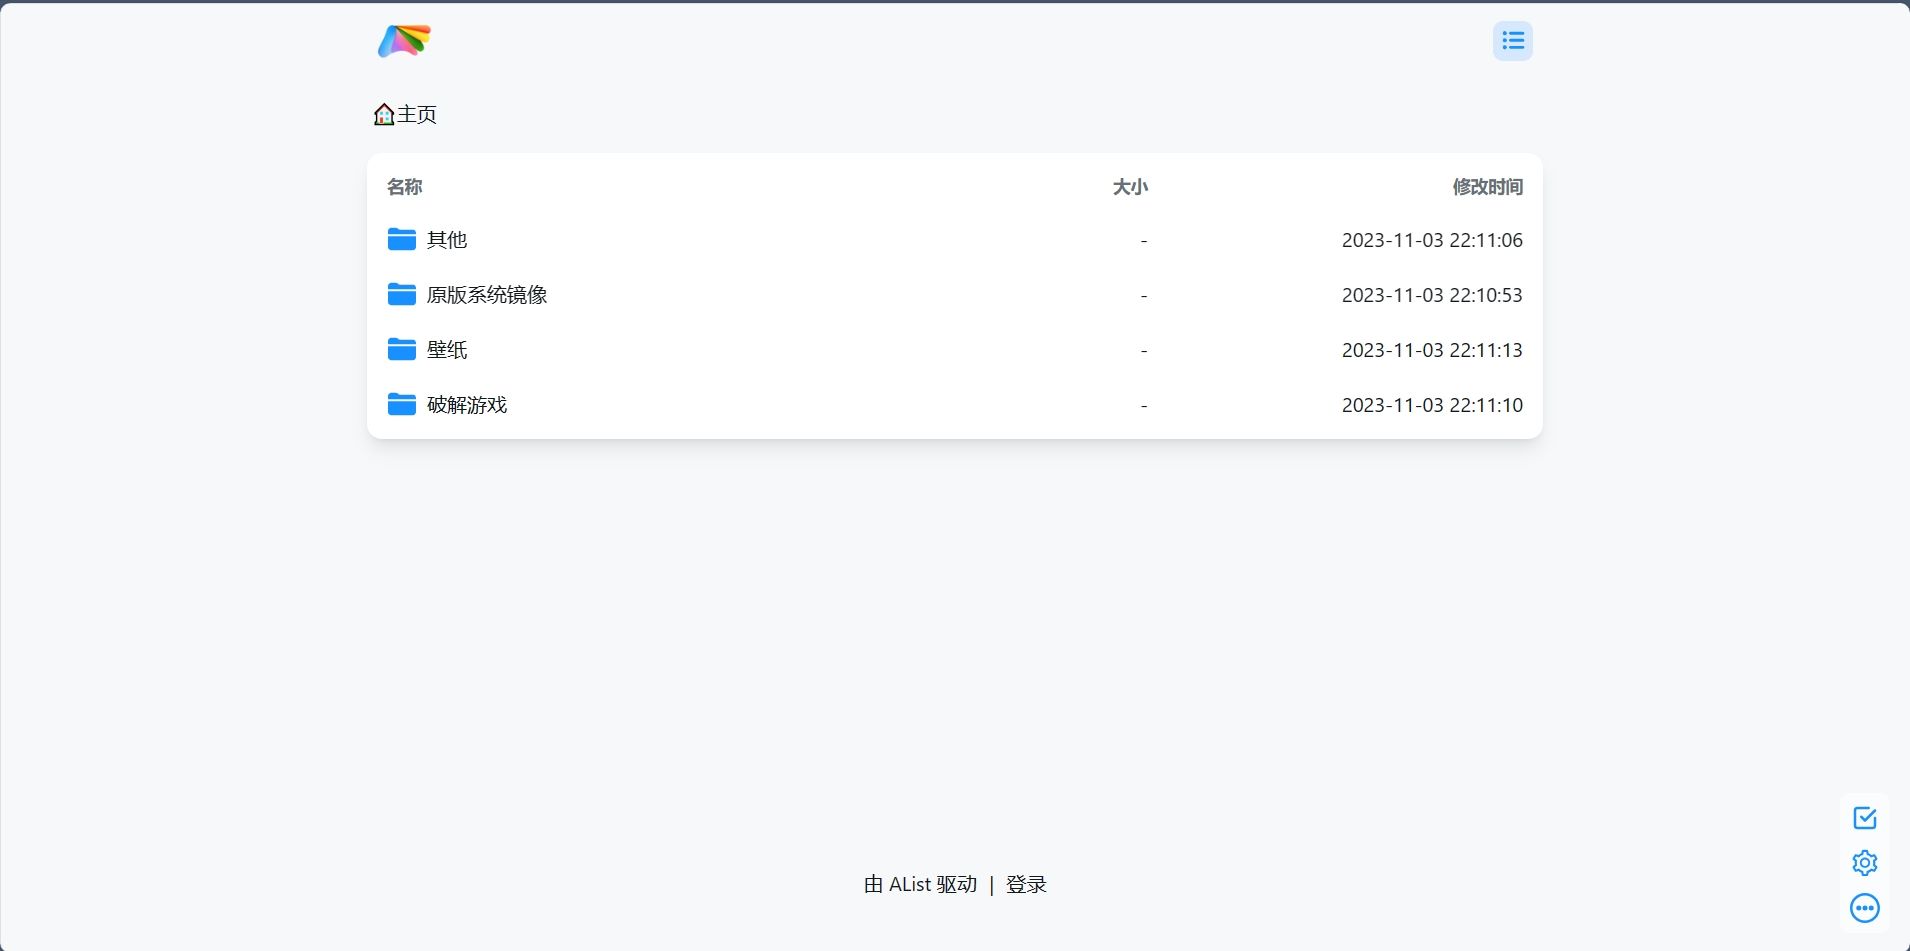 🏠主页
名称 大小 修改时间
其他 - 2023-11-03 22:11:06
原版系统镜像 - 2023-11-03 22:10:53
壁纸 - 2023-11-03 22:11:13
破解游戏 - 2023-11-03 22:11:10
由 AList 驱动 | 登录